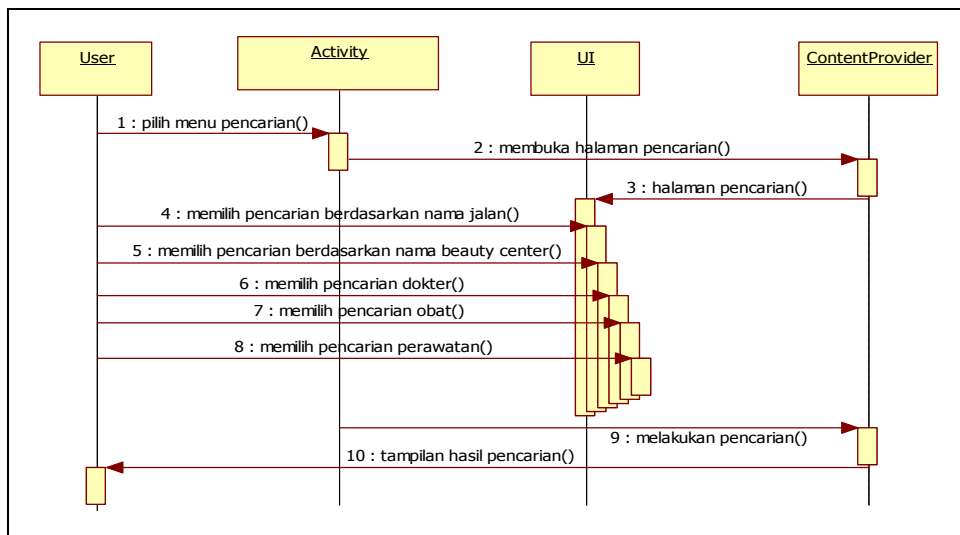 User
Activity
UI
ContentProvider
1 : pilih menu pencarian()
2 : membuka halaman pencarian()
3 : halaman pencarian()
4 : memilih pencarian berdasarkan nama jalan()
5 : memilih pencarian berdasarkan nama beauty center()
6 : memilih pencarian dokter()
7 : memilih pencarian obat()
8 : memilih pencarian perawatan()
9 : melakukan pencarian()
10 : tampilan hasil pencarian()